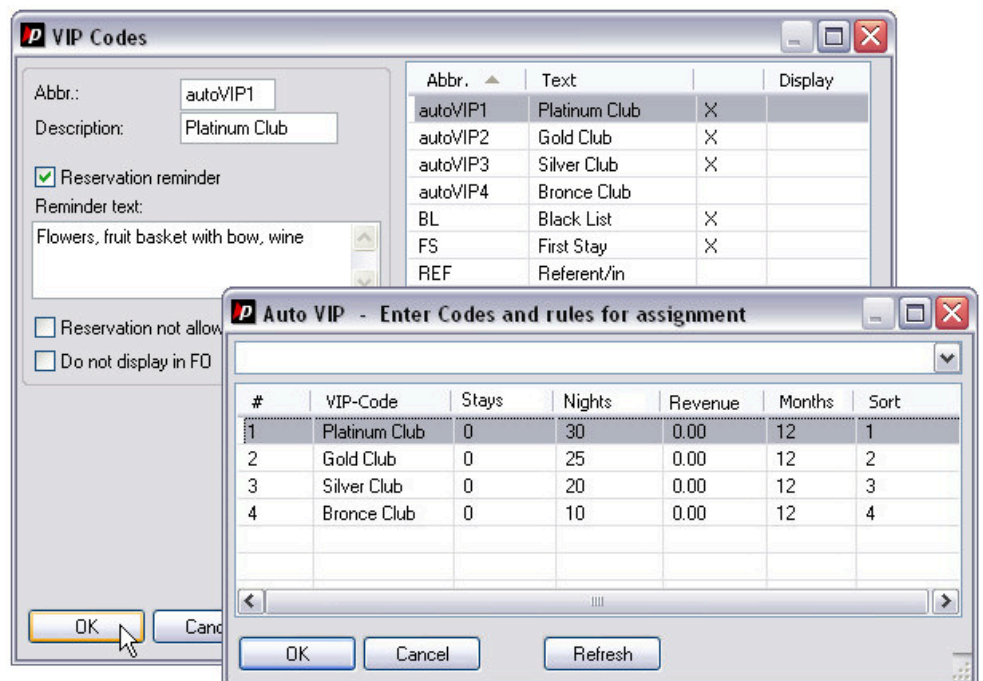 VIP Codes
Abbr.: autoVIP1
Description: Platinum Club
Reservation reminder
Reminder text:
Flowers, fruit basket with bow, wine
Reservation not allow
Do not display in FO
OK Canc
Abbr. Text Display
autoVIP1 Platinum Club X
autoVIP2 Gold Club X
autoVIP3 Silver Club X
autoVIP4 Bronce Club
BL Black List X
FS First Stay X
REF Referent/in
Auto VIP - Enter Codes and rules for assignment
# VIP-Code Stays Nights Revenue Months Sort
1 Platinum Club 0 30 0.00 12 1
2 Gold Club 0 25 0.00 12 2
3 Silver Club 0 20 0.00 12 3
4 Bronce Club 0 10 0.00 12 4
OK Cancel Refresh